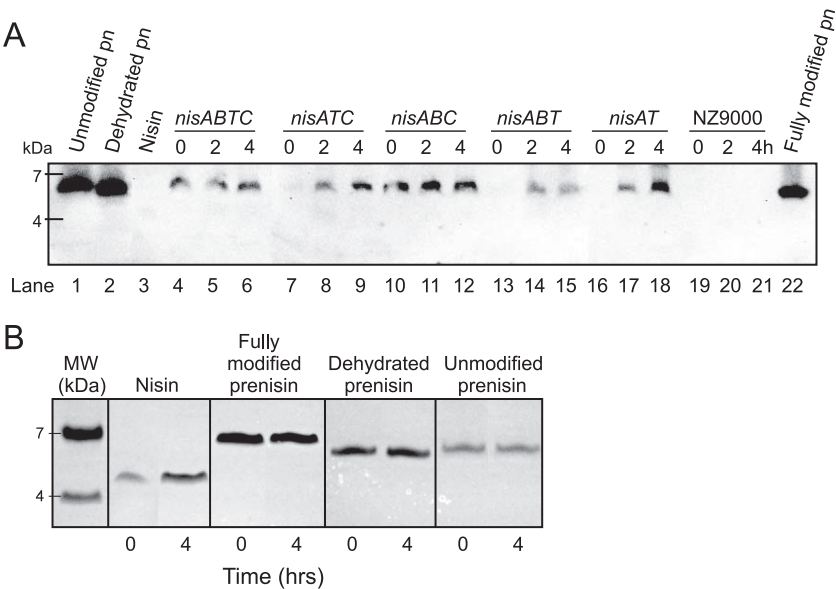 A
Unmodified pn
Dehydrated pn
Nisin
Fully modified pn
nisABTC nisATC nisABC nisABT nisAT NZ9000
kDa 0 2 4 0 2 4 0 2 4 0 2 4 0 2 4 0 2 4h
7
4
Lane 1 2 3 4 5 6 7 8 9 10 11 12 13 14 15 16 17 18 19 20 21 22
B
MW
(kDa)
Nisin
Fully
modified
prenisin
Dehydrated
prenisin
Unmodified
prenisin
7
4
0 4 0 4 0 4 0 4
Time (hrs)